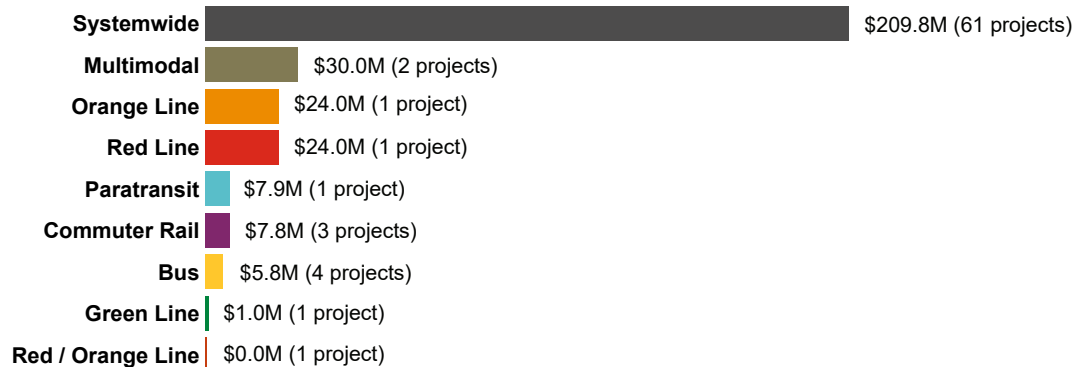 Systemwide $209.8M (61 projects)
Multimodal $30.0M (2 projects)
Orange Line $24.0M (1 project)
Red Line $24.0M (1 project)
Paratransit $7.9M (1 project)
Commuter Rail $7.8M (3 projects)
Bus $5.8M (4 projects)
Green Line $1.0M (1 project)
Red / Orange Line $0.0M (1 project)